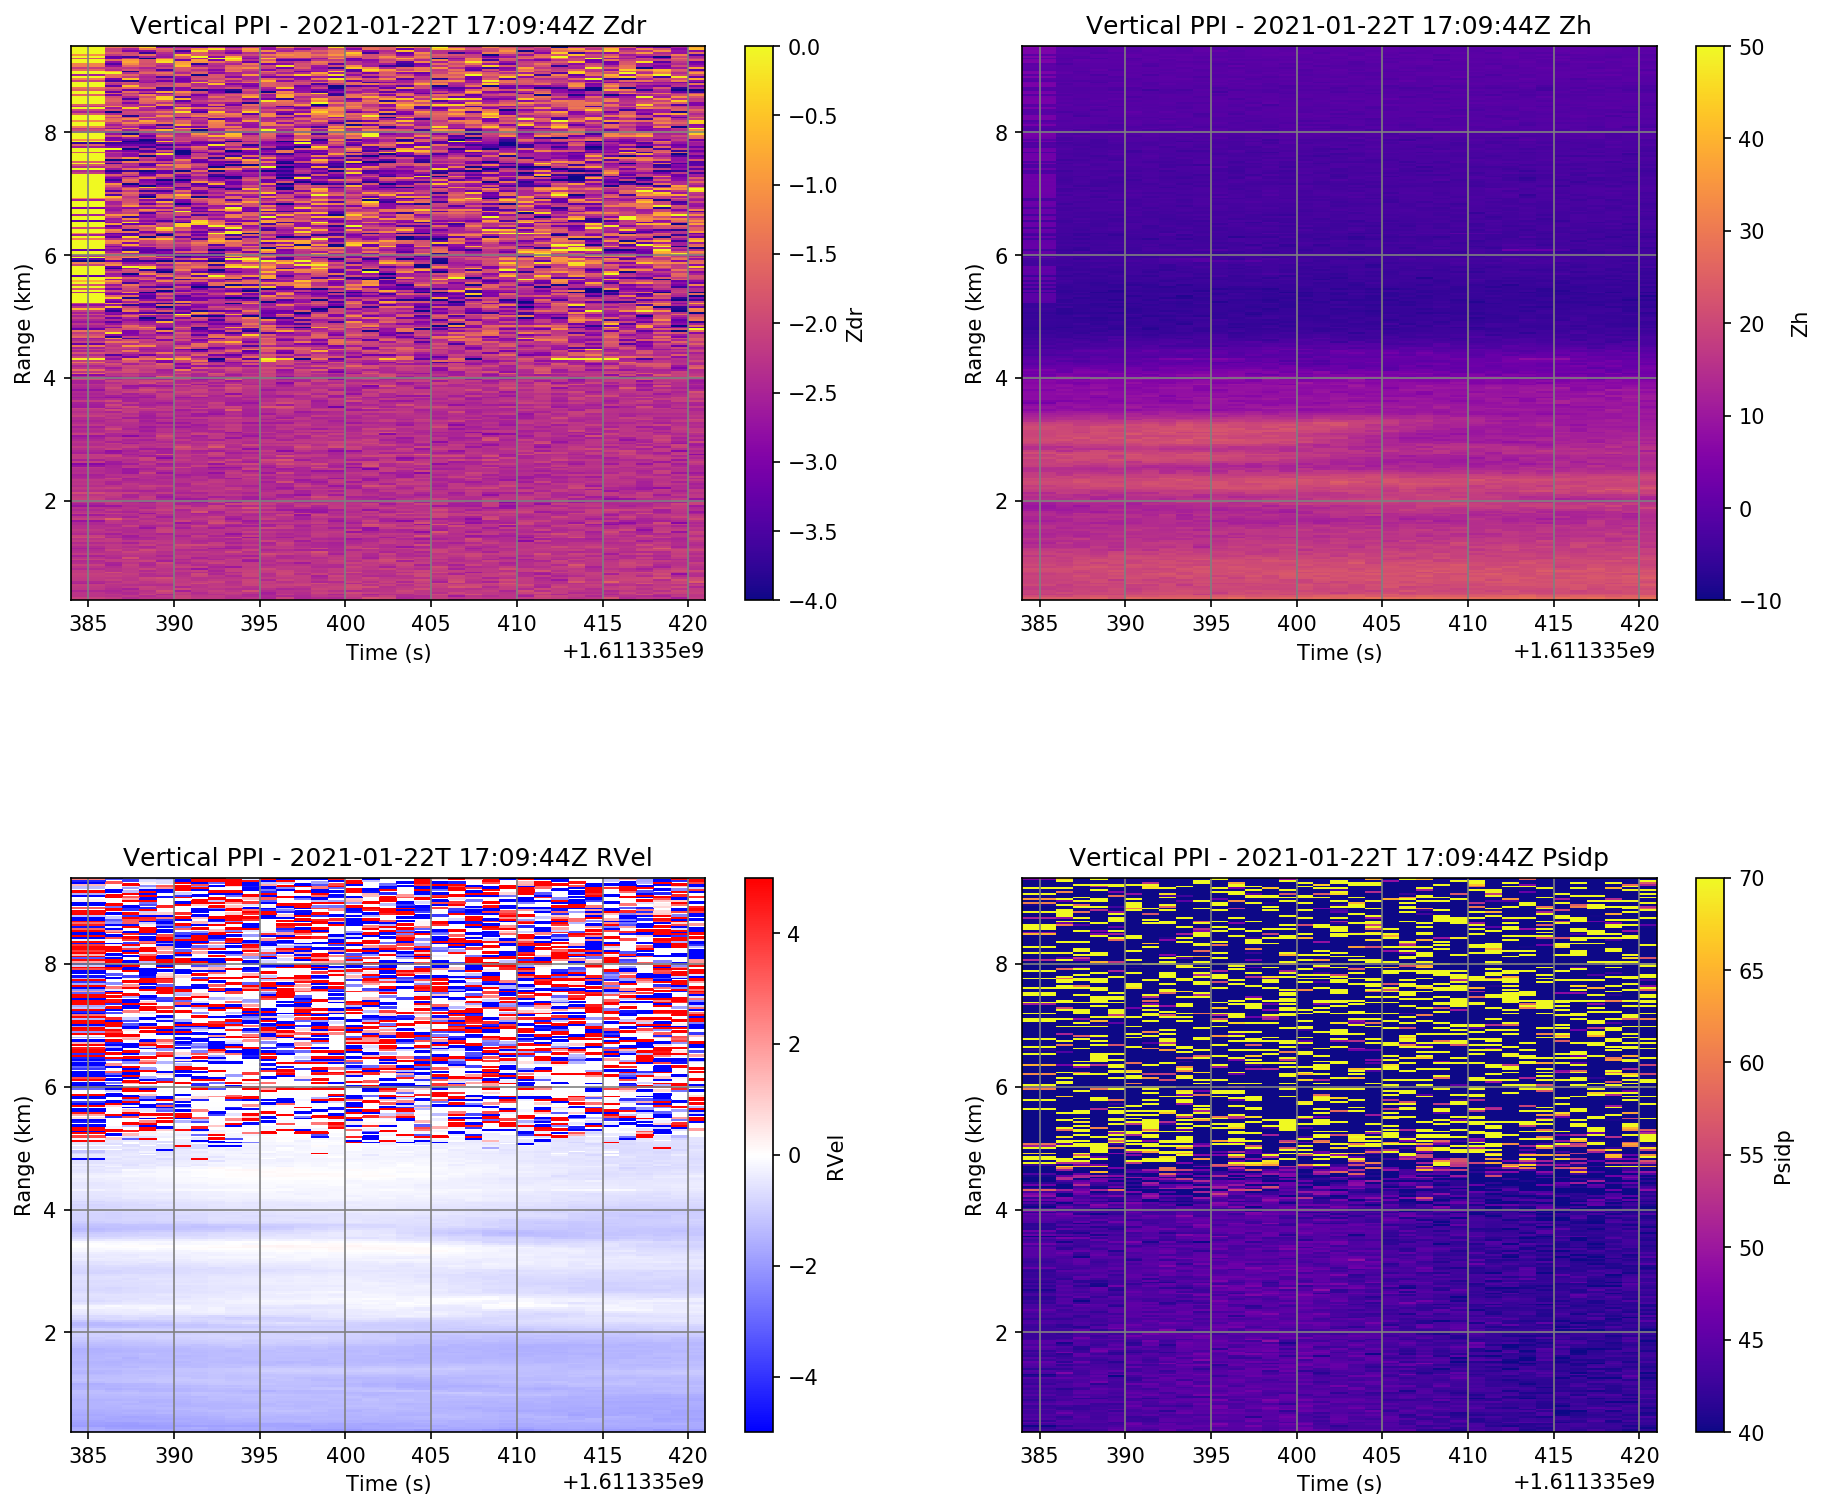 Vertical PPI - 2021-01-22T 17:09:44Z Zdr
Range (km)
8
6
4
2
385 390 395 400 405 410 415 420
Time (s)
+1.611335e9
0.0
−0.5
−1.0
−1.5
−2.0
−2.5
−3.0
−3.5
−4.0
Zdr
Vertical PPI - 2021-01-22T 17:09:44Z Zh
Range (km)
8
6
4
2
385 390 395 400 405 410 415 420
Time (s)
+1.611335e9
50
40
30
20
10
0
−10
Zh
Vertical PPI - 2021-01-22T 17:09:44Z RVel
Range (km)
8
6
4
2
385 390 395 400 405 410 415 420
Time (s)
+1.611335e9
4
2
0
−2
−4
RVel
Vertical PPI - 2021-01-22T 17:09:44Z Psidp
Range (km)
8
6
4
2
385 390 395 400 405 410 415 420
Time (s)
+1.611335e9
70
65
60
55
50
45
40
Psidp